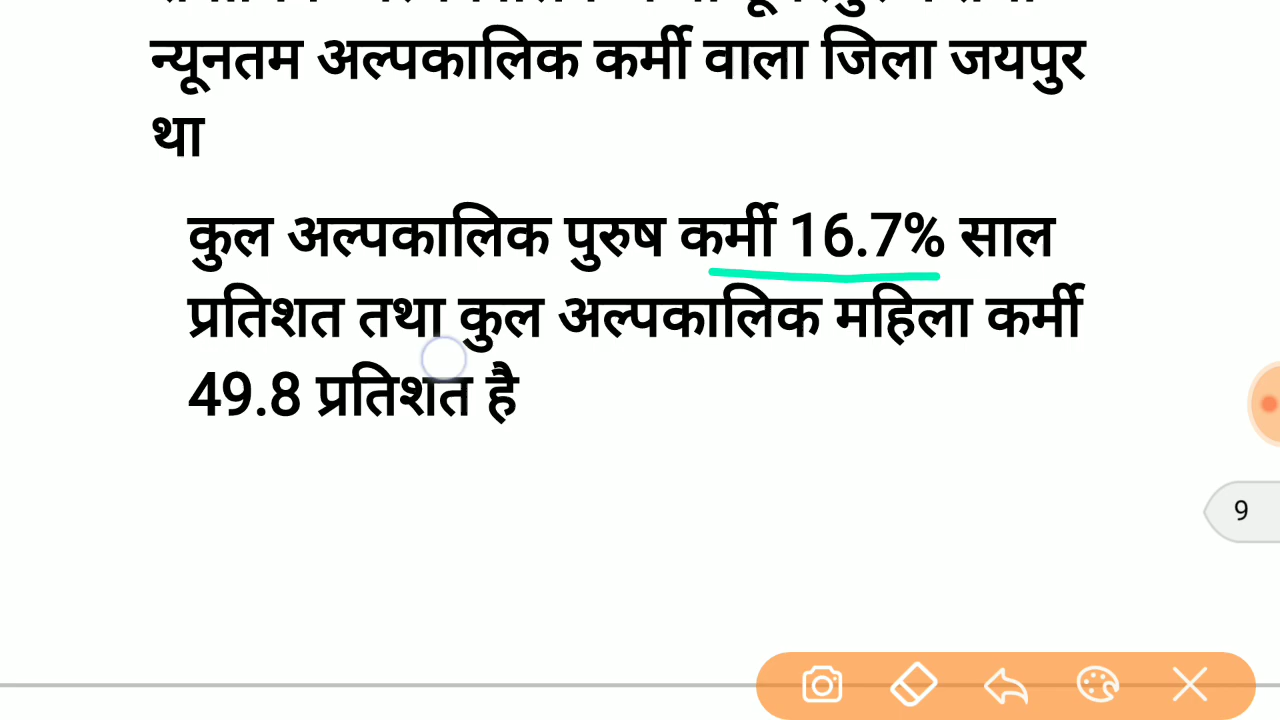 न्यूनतम अल्पकालिक कर्मी वाला जिला जयपुर
था
कुल अल्पकालिक पुरुष कर्मी 16.7% साल
प्रतिशत तथा कुल अल्पकालिक महिला कर्मी
49.8 प्रतिशत है
9